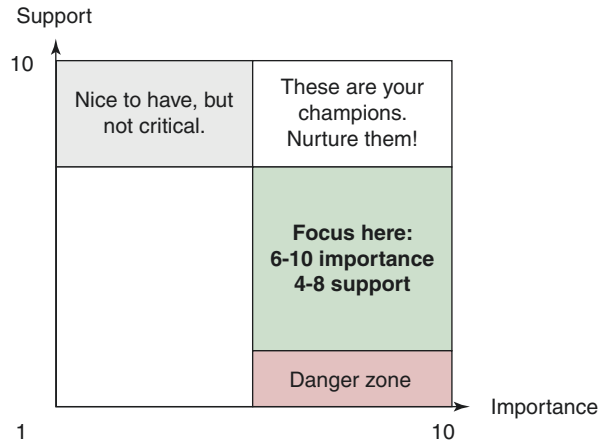 Support
10
Nice to have, but
not critical.
These are your
champions.
Nurture them!
Focus here:
6-10 importance
4-8 support
Danger zone
Importance
1
10